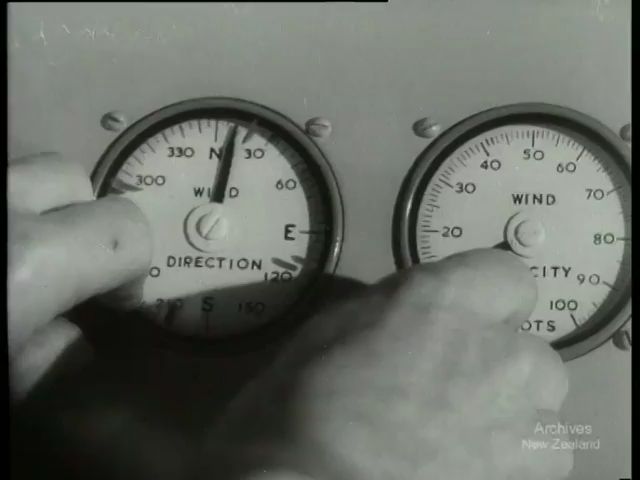 330 N 30
300 60
WIND
E
DIRECTION
120
S 150
50
40 60
30 70
WIND
20 80
CITY 90
100
OTS
Archives
New Zealand